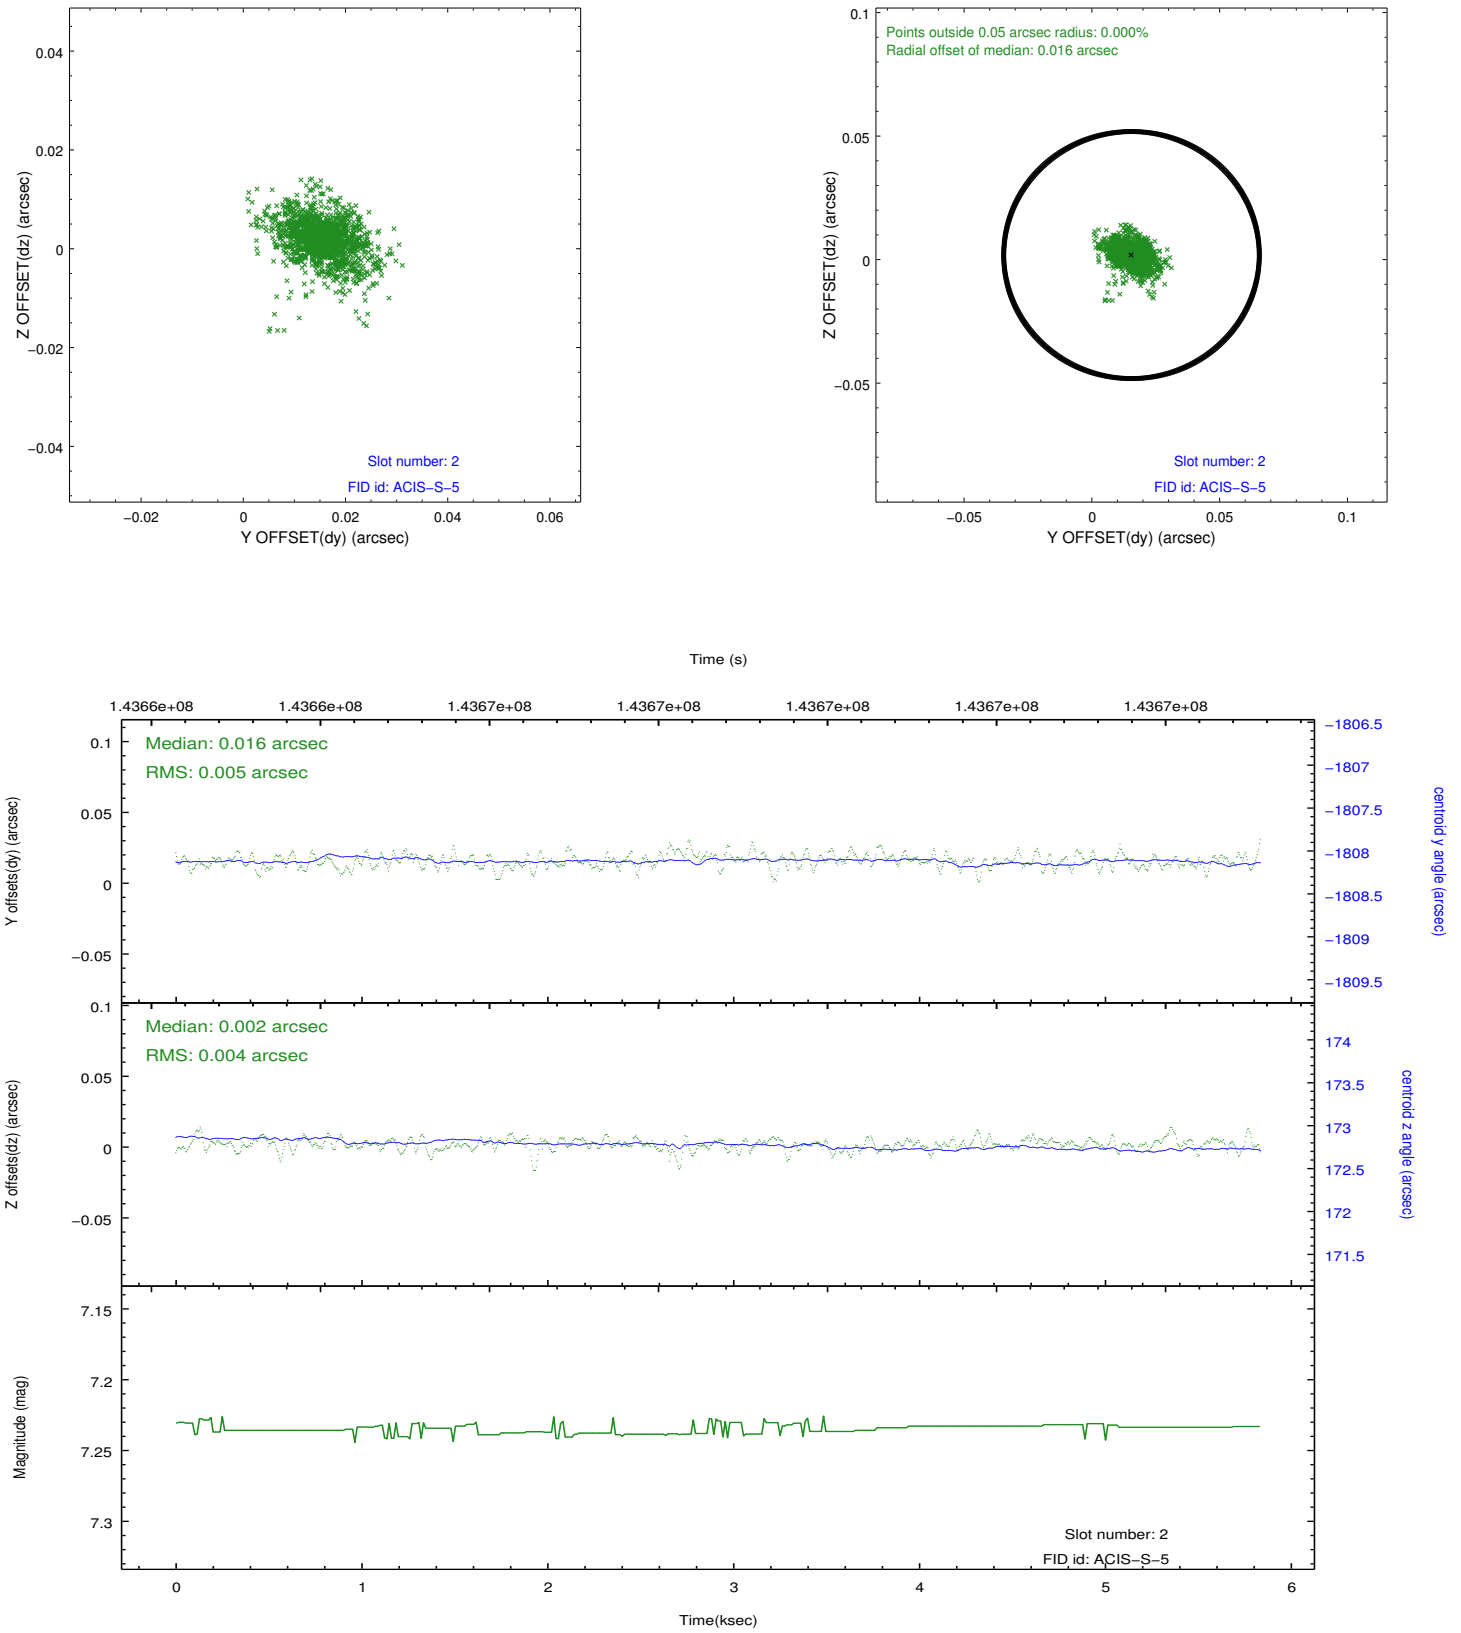 0.04
0.02
0
−0.02
−0.04
Z OFFSET(dz) (arcsec)
Slot number: 2
FID id: ACIS−S−5
−0.02
0
0.02
0.04
0.06
Y OFFSET(dy) (arcsec)
Points outside 0.05 arcsec radius: 0.000%
Radial offset of median: 0.016 arcsec
0.1
0.05
0
−0.05
Z OFFSET(dz) (arcsec)
Slot number: 2
FID id: ACIS−S−5
−0.05
0
0.05
0.1
Y OFFSET(dy) (arcsec)
Time (s)
1.4366e+08
1.4366e+08
1.4367e+08
1.4367e+08
1.4367e+08
1.4367e+08
1.4367e+08
Median: 0.016 arcsec
RMS: 0.005 arcsec
0.1
0.05
0
−0.05
Y offsets(dy) (arcsec)
−1806.5
−1807
−1807.5
−1808
−1808.5
−1809
−1809.5
centroid y angle (arcsec)
Median: 0.002 arcsec
RMS: 0.004 arcsec
0.1
0.05
0
−0.05
Z offsets(dz) (arcsec)
174
173.5
173
172.5
172
171.5
centroid z angle (arcsec)
7.15
7.2
7.25
7.3
Magnitude (mag)
Slot number: 2
FID id: ACIS−S−5
0
1
2
3
4
5
6
Time(ksec)